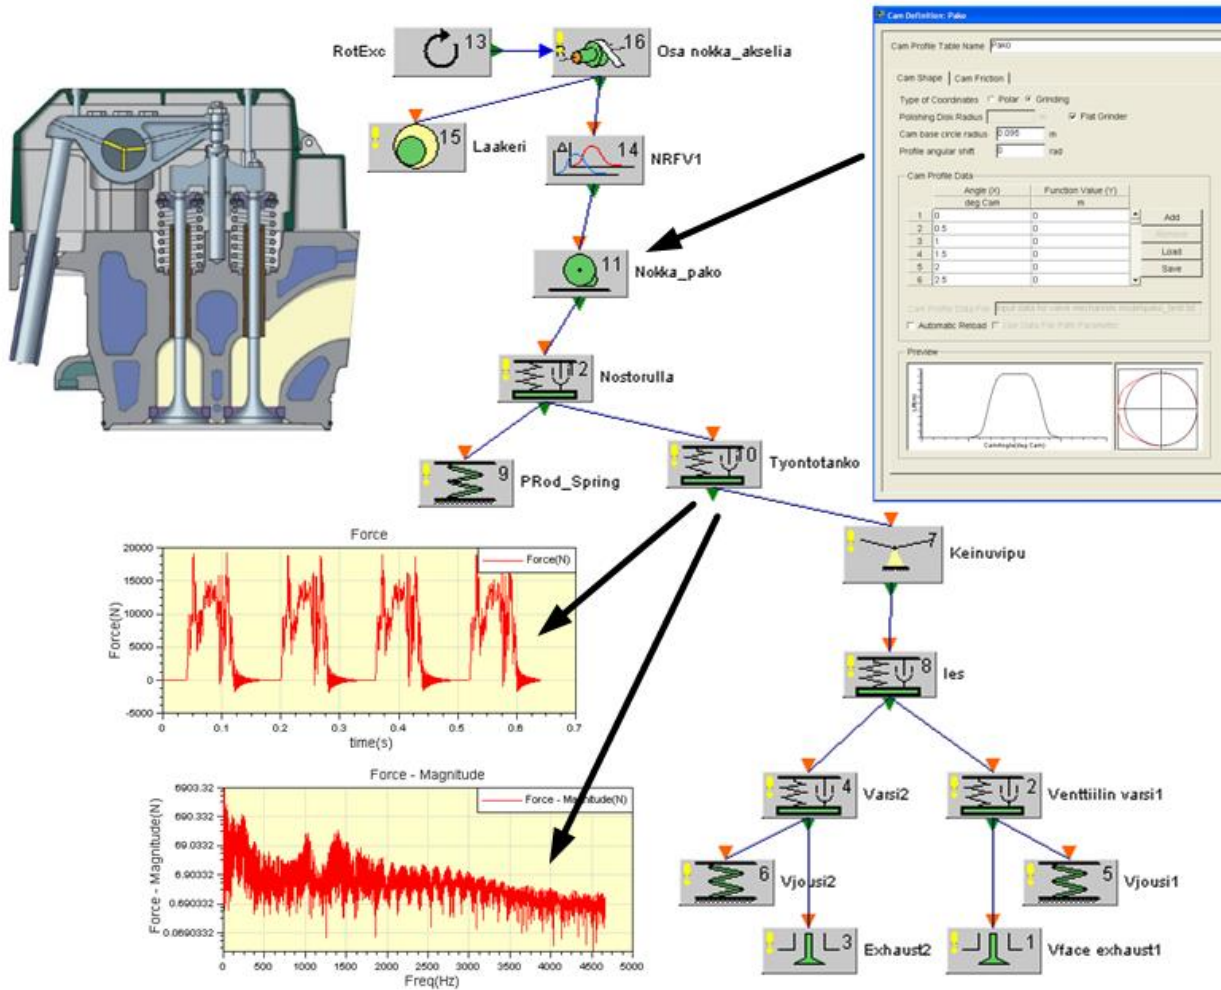 Cam Definition: Pako
RotExc
13
16
Osa nokka_akselia
15
Laakeri
14
NRFV1
11
Nokka_pako
12
Nostorulla
9
PRod_Spring
10
Tyontotanko
7
Keinuvipu
8
Ies
4
Varsi2
2
Venttiilin varsi1
6
Vjousi2
5
Vjousi1
3
Exhaust2
1
Vface exhaust1
Cam Profile Table Name
Pako
Cam Shape
Cam Friction
Type of Coordinates
Polar
Grinding
Polishing Disk Radius
m
Flat Grinder
Cam base circle radius
0.095
m
Profile angular shift
0
rad
Cam Profile Data
Angle (X)
Function Value (Y)
deg Cam
m
1
0
0
2
0.5
0
3
1
0
4
1.5
0
5
2
0
6
2.5
0
Add
Load
Save
Automatic Reload
Preview
CamAngle(deg Cam)
Force
Force(N)
20000
15000
10000
5000
0
-5000
Force(N)
0
0.1
0.2
0.3
0.4
0.5
0.6
0.7
time(s)
Force - Magnitude
Force - Magnitude(N)
6903.32
690.332
69.0332
6.90332
0.690332
0.0690332
Force - Magnitude(N)
0
500
1000
1500
2000
2500
3000
3500
4000
4500
5000
Freq(Hz)